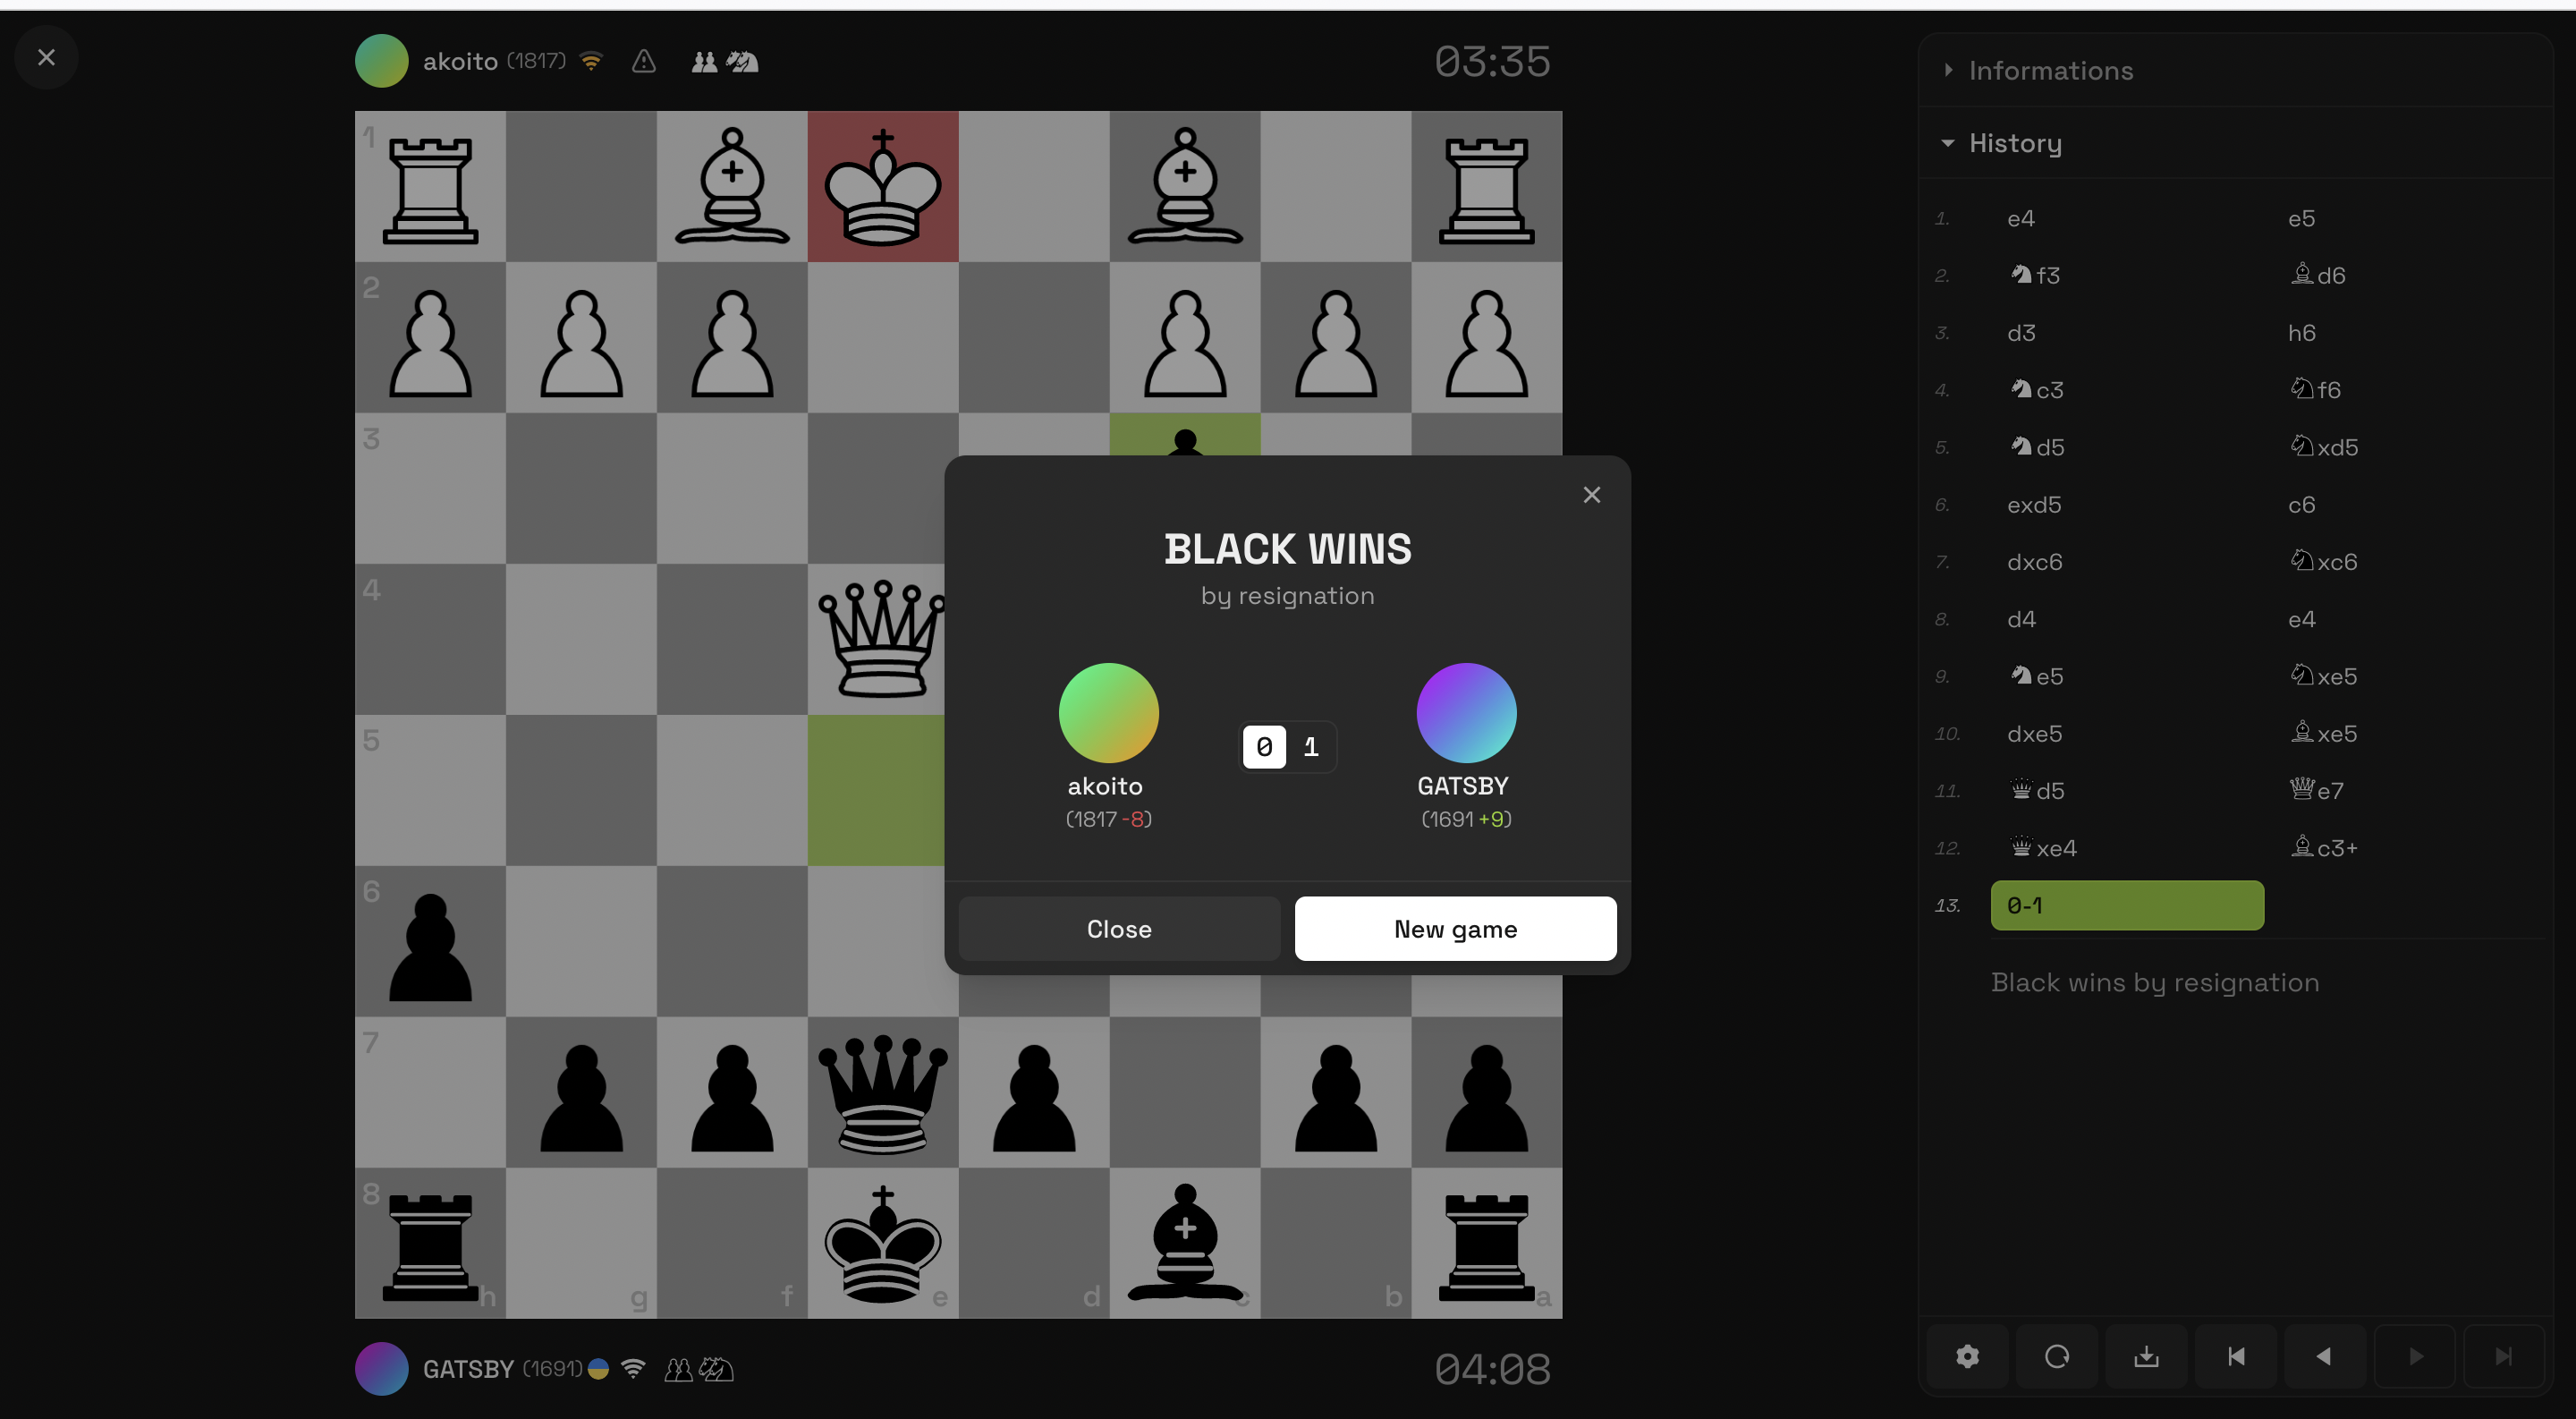 akoito (1817)
03:35
1
2
3
4
5
6
7
8
h
g
f
e
d
c
b
a
GATSBY (1691)
04:08
BLACK WINS
by resignation
0 1
akoito
(1817 -8)
GATSBY
(1691 +9)
Close
New game
Informations
History
1. e4 e5
2. ♞f3 ♗d6
3. d3 h6
4. ♞c3 ♘f6
5. ♞d5 ♘xd5
6. exd5 c6
7. dxc6 ♘xc6
8. d4 e4
9. ♞e5 ♘xe5
10. dxe5 ♗xe5
11. ♛d5 ♕e7
12. ♛xe4 ♗c3+
13. 0-1
Black wins by resignation